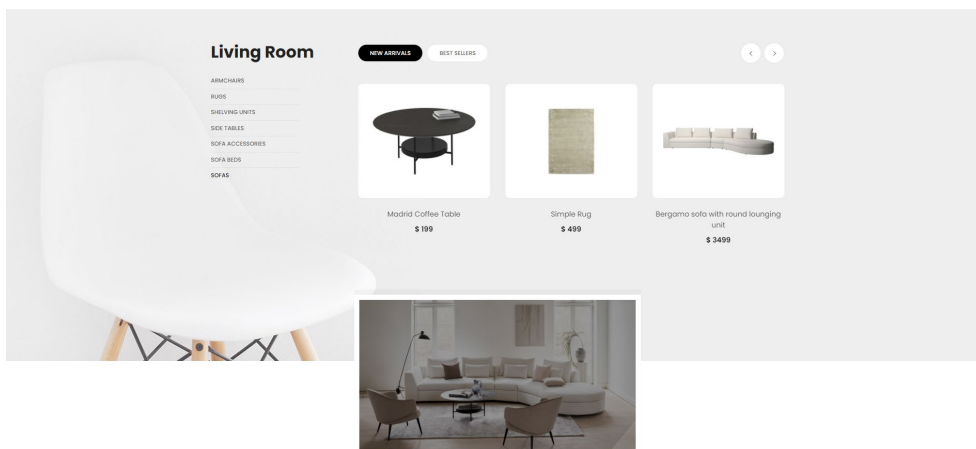 Living Room
ARMCHAIRS
RUGS
SHELVING UNITS
SIDE TABLES
SOFA ACCESSORIES
SOFA BEDS
SOFAS
NEW ARRIVALS
BEST SELLERS
Madrid Coffee Table
$ 199
Simple Rug
$ 499
Bergamo sofa with round lounging
unit
$ 3499